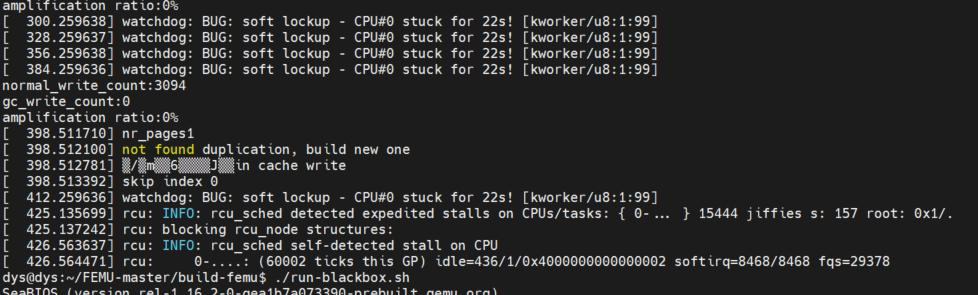 amplification ratio:0%
[  300.259638] watchdog: BUG: soft lockup - CPU#0 stuck for 22s! [kworker/u8:1:99]
[  328.259637] watchdog: BUG: soft lockup - CPU#0 stuck for 22s! [kworker/u8:1:99]
[  356.259638] watchdog: BUG: soft lockup - CPU#0 stuck for 22s! [kworker/u8:1:99]
[  384.259636] watchdog: BUG: soft lockup - CPU#0 stuck for 22s! [kworker/u8:1:99]
normal_write_count:3094
gc_write_count:0
amplification ratio:0%
[  398.511710] nr_pages1
[  398.512100] not found duplication, build new one
[  398.512781] ▒/▒m▒▒6▒▒▒▒▒J▒▒in cache write
[  398.513392] skip index 0
[  412.259636] watchdog: BUG: soft lockup - CPU#0 stuck for 22s! [kworker/u8:1:99]
[  425.135699] rcu: INFO: rcu_sched detected expedited stalls on CPUs/tasks: { 0-... } 15444 jiffies s: 157 root: 0x1/.
[  425.137242] rcu: blocking rcu_node structures:
[  426.563637] rcu: INFO: rcu_sched self-detected stall on CPU
[  426.564471] rcu:     0-....: (60002 ticks this GP) idle=436/1/0x4000000000000002 softirq=8468/8468 fqs=29378
dys@dys:~/FEMU-master/build-femu$ ./run-blackbox.sh
SeaBIOS (version rel-1.16.2-0-gea1b7a073390-prebuilt.qemu.org)